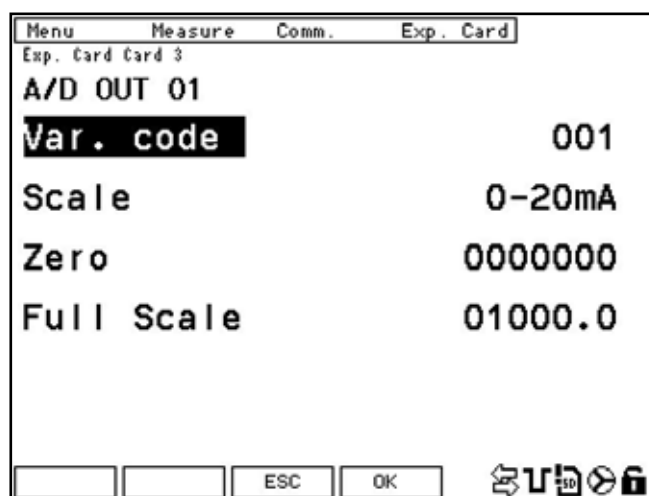 Menu Measure Comm. Exp. Card
Exp. Card Card 3
A/D OUT 01
Var. code 001
Scale 0-20mA
Zero 0000000
Full Scale 01000.0
ESC OK
SD